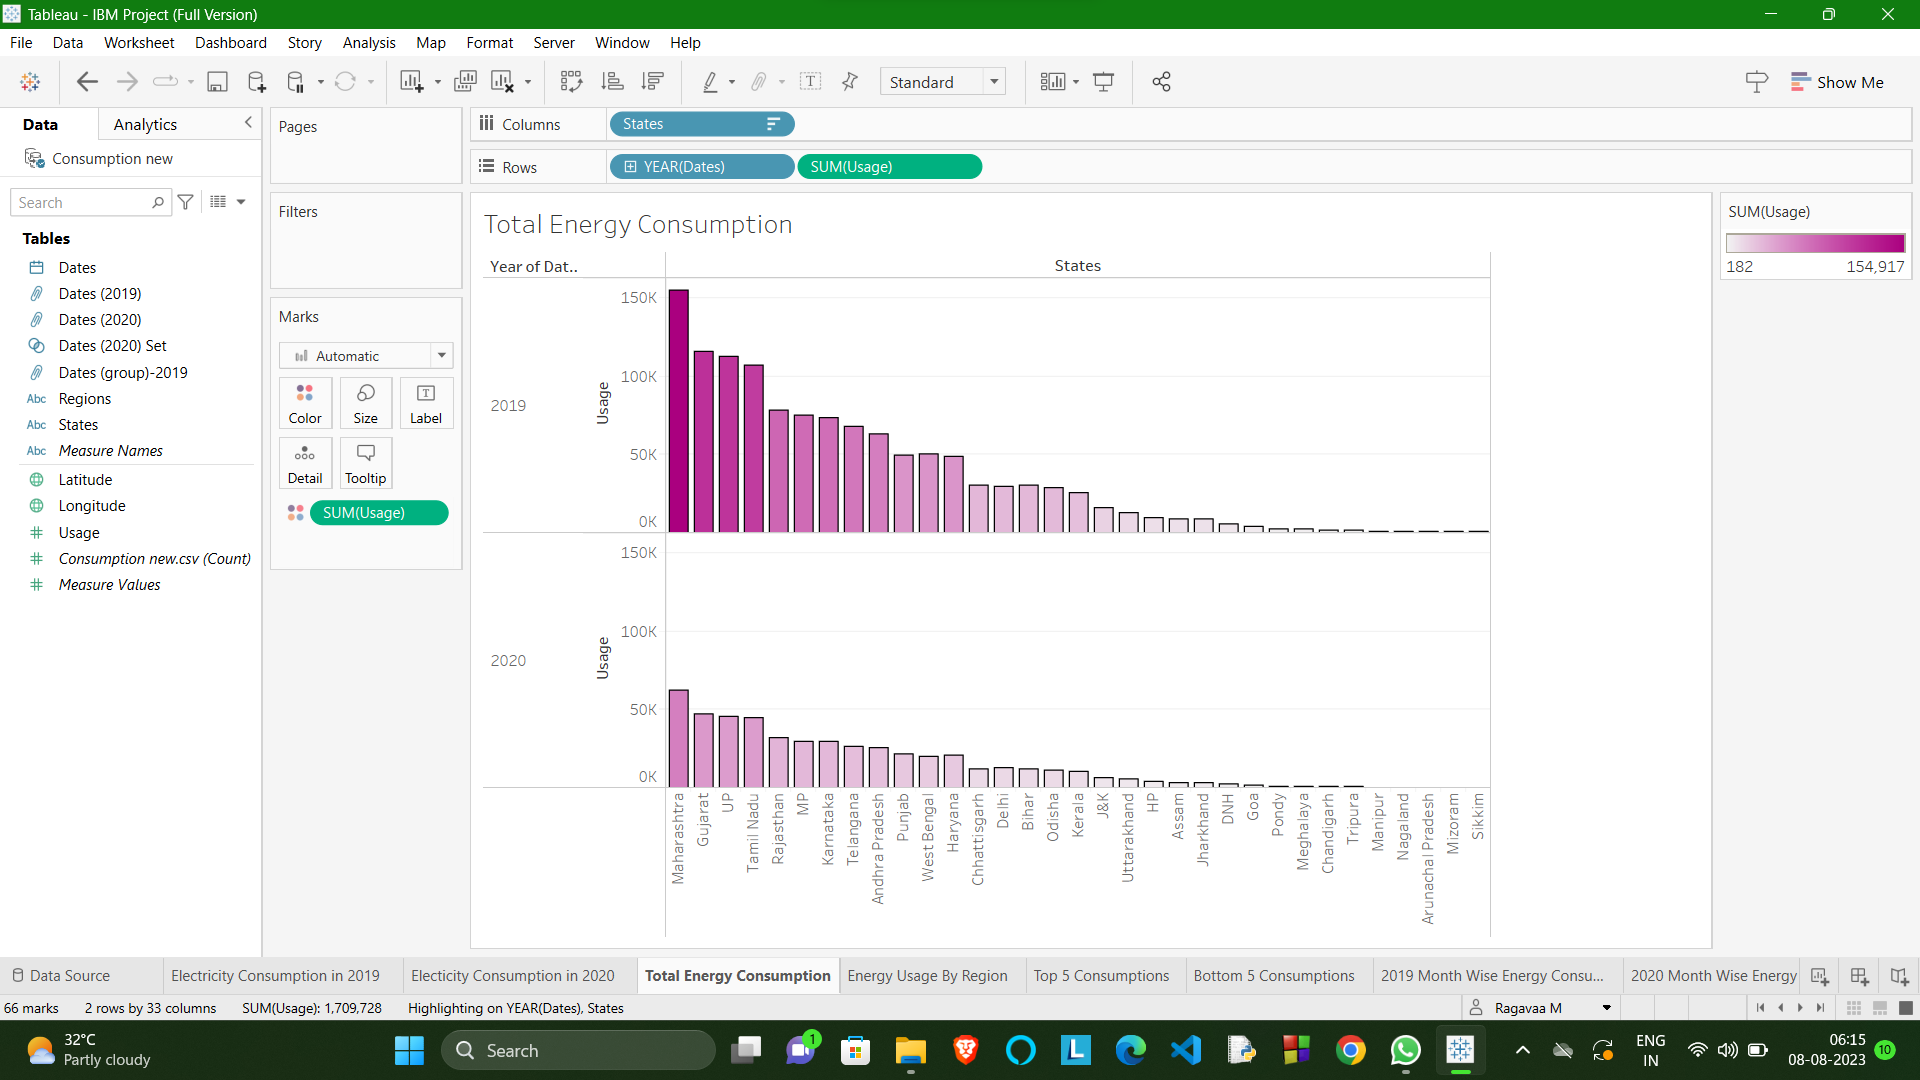 Tableau - IBM Project (Full Version)
File Data Worksheet Dashboard Story Analysis Map Format Server Window Help
Standard
Show Me
Data Analytics
Consumption new
Search
Tables
Dates
Dates (2019)
Dates (2020)
Dates (2020) Set
Dates (group)-2019
Abc Regions
Abc States
Abc Measure Names
Latitude
Longitude
Usage
Consumption new.csv (Count)
Measure Values
Pages
Filters
Marks
Automatic
Color Size Label
Detail Tooltip
SUM(Usage)
Columns States
Rows YEAR(Dates) SUM(Usage)
Total Energy Consumption
Year of Dat.. States
2019
Usage
150K
100K
50K
0K
2020
Usage
150K
100K
50K
0K
Maharashtra
Gujarat
UP
Tamil Nadu
Rajasthan
MP
Karnataka
Telangana
Andhra Pradesh
Punjab
West Bengal
Haryana
Chhattisgarh
Delhi
Bihar
Odisha
Kerala
J&K
Uttarakhand
HP
Assam
Jharkhand
DNH
Goa
Pondy
Meghalaya
Chandigarh
Tripura
Manipur
Nagaland
Arunachal Pradesh
Mizoram
Sikkim
SUM(Usage)
182 154,917
Data Source Electricity Consumption in 2019 Electicity Consumption in 2020 Total Energy Consumption Energy Usage By Region Top 5 Consumptions Bottom 5 Consumptions 2019 Month Wise Energy Consu... 2020 Month Wise Energy
66 marks 2 rows by 33 columns SUM(Usage): 1,709,728 Highlighting on YEAR(Dates), States Ragavaa M
32°C
Partly cloudy
Search
1
L
ENG
IN
06:15
08-08-2023
10